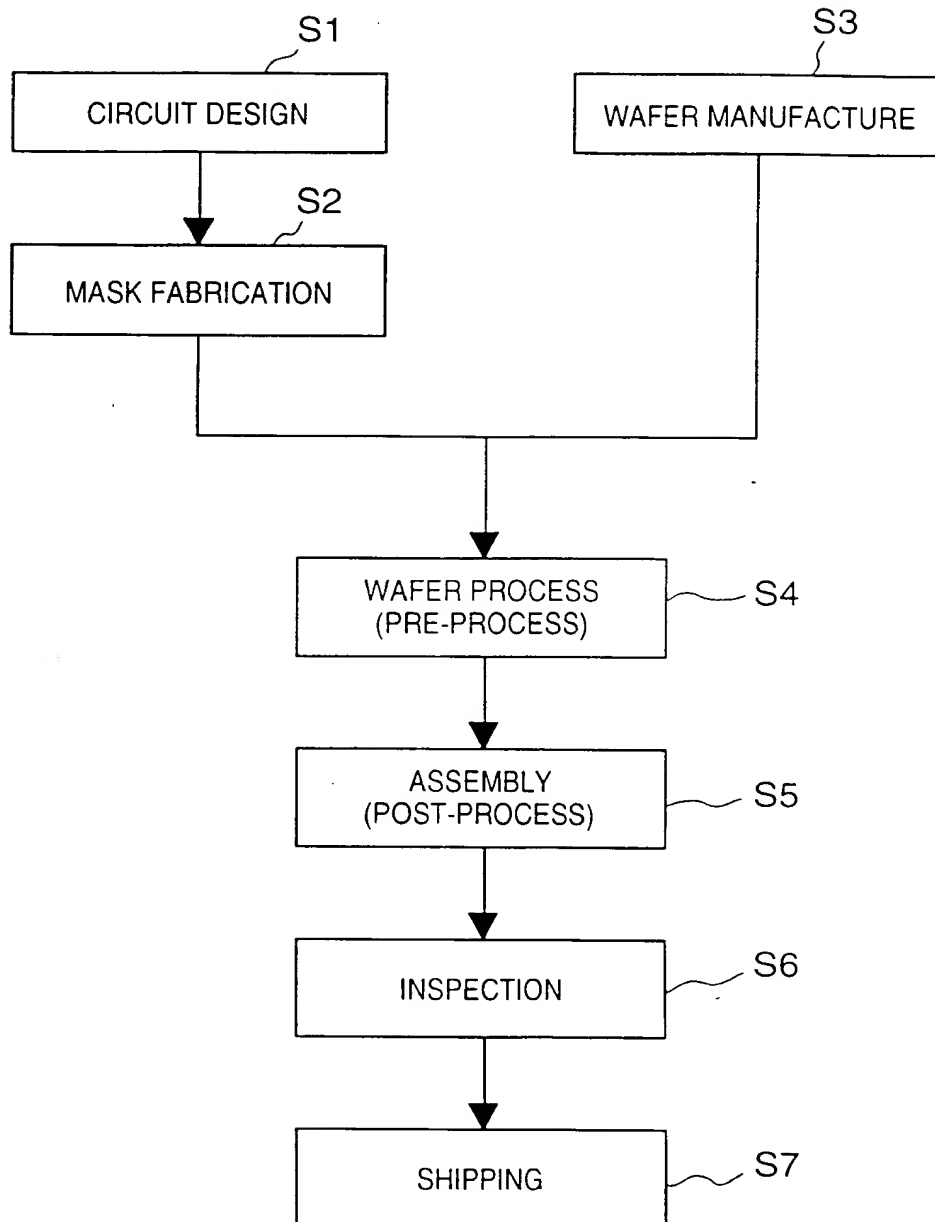 S1
S3
CIRCUIT DESIGN
WAFER MANUFACTURE
S2
MASK FABRICATION
WAFER PROCESS
(PRE-PROCESS)
S4
ASSEMBLY
(POST-PROCESS)
S5
INSPECTION
S6
SHIPPING
S7